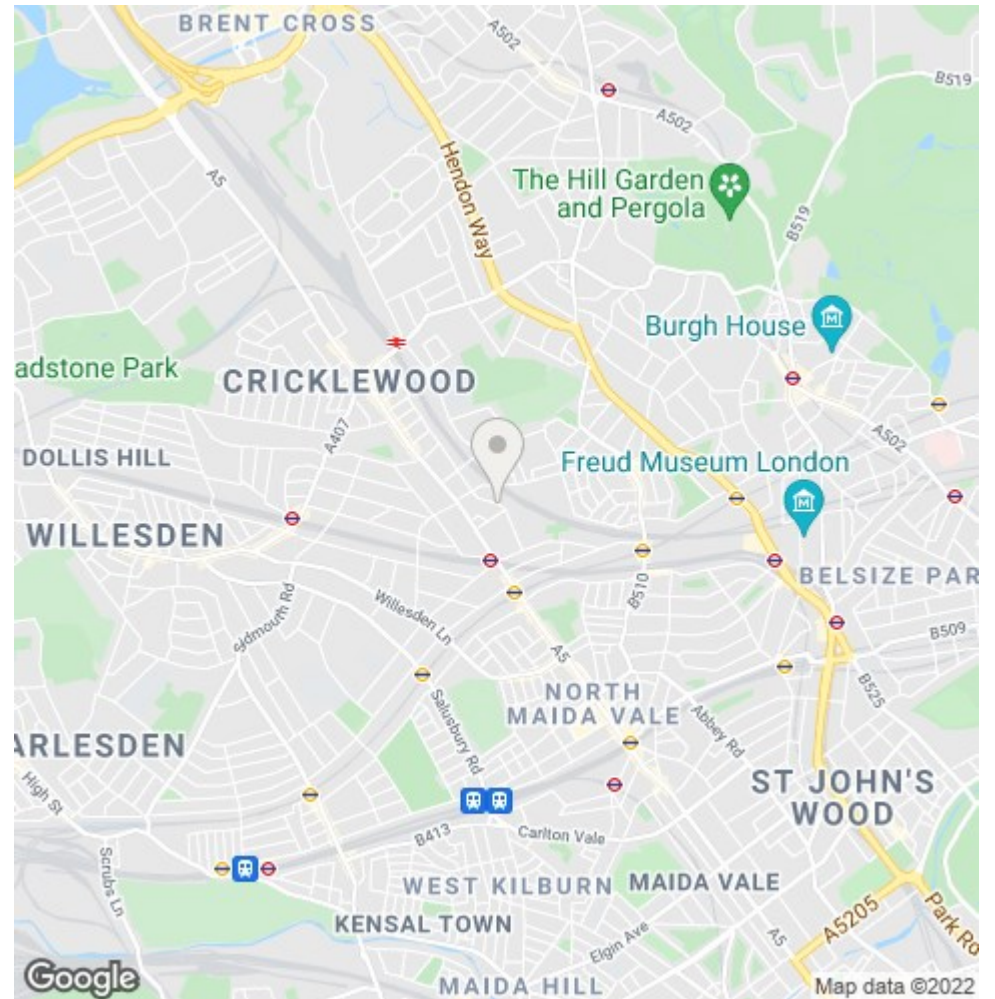 BRENT CROSS
A502
B519
A502
Hendon Way
A5
The Hill Garden
and Pergola
B519
Burgh House
adstone Park
CRICKLEWOOD
A407
A502
DOLLIS HILL
Freud Museum London
WILLESDEN
BELSIZE PAR
B510
Willesden Ln
Sidmouth Rd
B509
A5
B525
NORTH
MAIDA VALE
Salusbury Rd
Abbey Rd
ARLESDEN
High St
ST JOHN'S
WOOD
B413
Carlton Vale
Scrubs Ln
WEST KILBURN
MAIDA VALE
KENSAL TOWN
A5205
Park Ro
Elgin Ave
A5
Google
MAIDA HILL
Map data ©2022